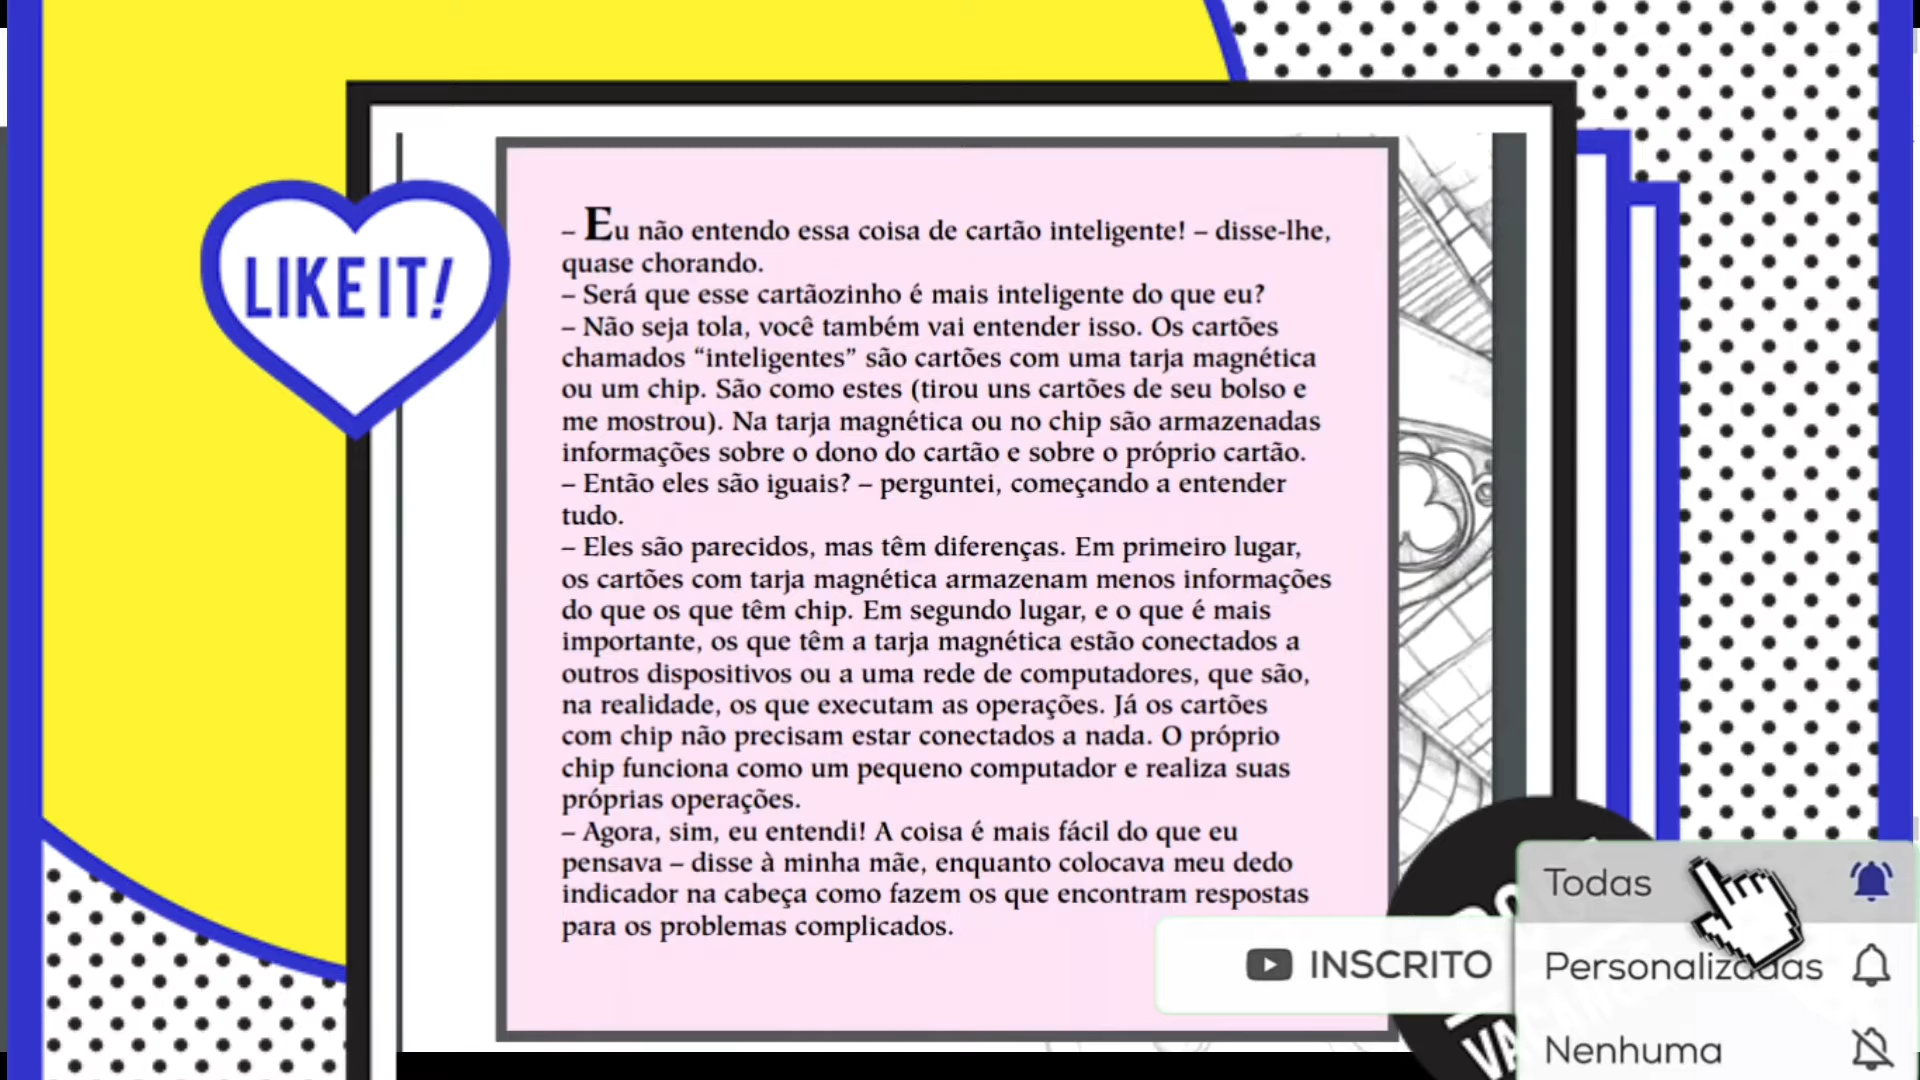 LIKE IT!
– Eu não entendo essa coisa de cartão inteligente! – disse-lhe,
quase chorando.
– Será que esse cartãozinho é mais inteligente do que eu?
– Não seja tola, você também vai entender isso. Os cartões
chamados “inteligentes” são cartões com uma tarja magnética
ou um chip. São como estes (tirou uns cartões de seu bolso e
me mostrou). Na tarja magnética ou no chip são armazenadas
informações sobre o dono do cartão e sobre o próprio cartão.
– Então eles são iguais? – perguntei, começando a entender
tudo.
– Eles são parecidos, mas têm diferenças. Em primeiro lugar,
os cartões com tarja magnética armazenam menos informações
do que os que têm chip. Em segundo lugar, e o que é mais
importante, os que têm a tarja magnética estão conectados a
outros dispositivos ou a uma rede de computadores, que são,
na realidade, os que executam as operações. Já os cartões
com chip não precisam estar conectados a nada. O próprio
chip funciona como um pequeno computador e realiza suas
próprias operações.
– Agora, sim, eu entendi! A coisa é mais fácil do que eu
pensava – disse à minha mãe, enquanto colocava meu dedo
indicador na cabeça como fazem os que encontram respostas
para os problemas complicados.
INSCRITO
Todas
Personalizadas
Nenhuma